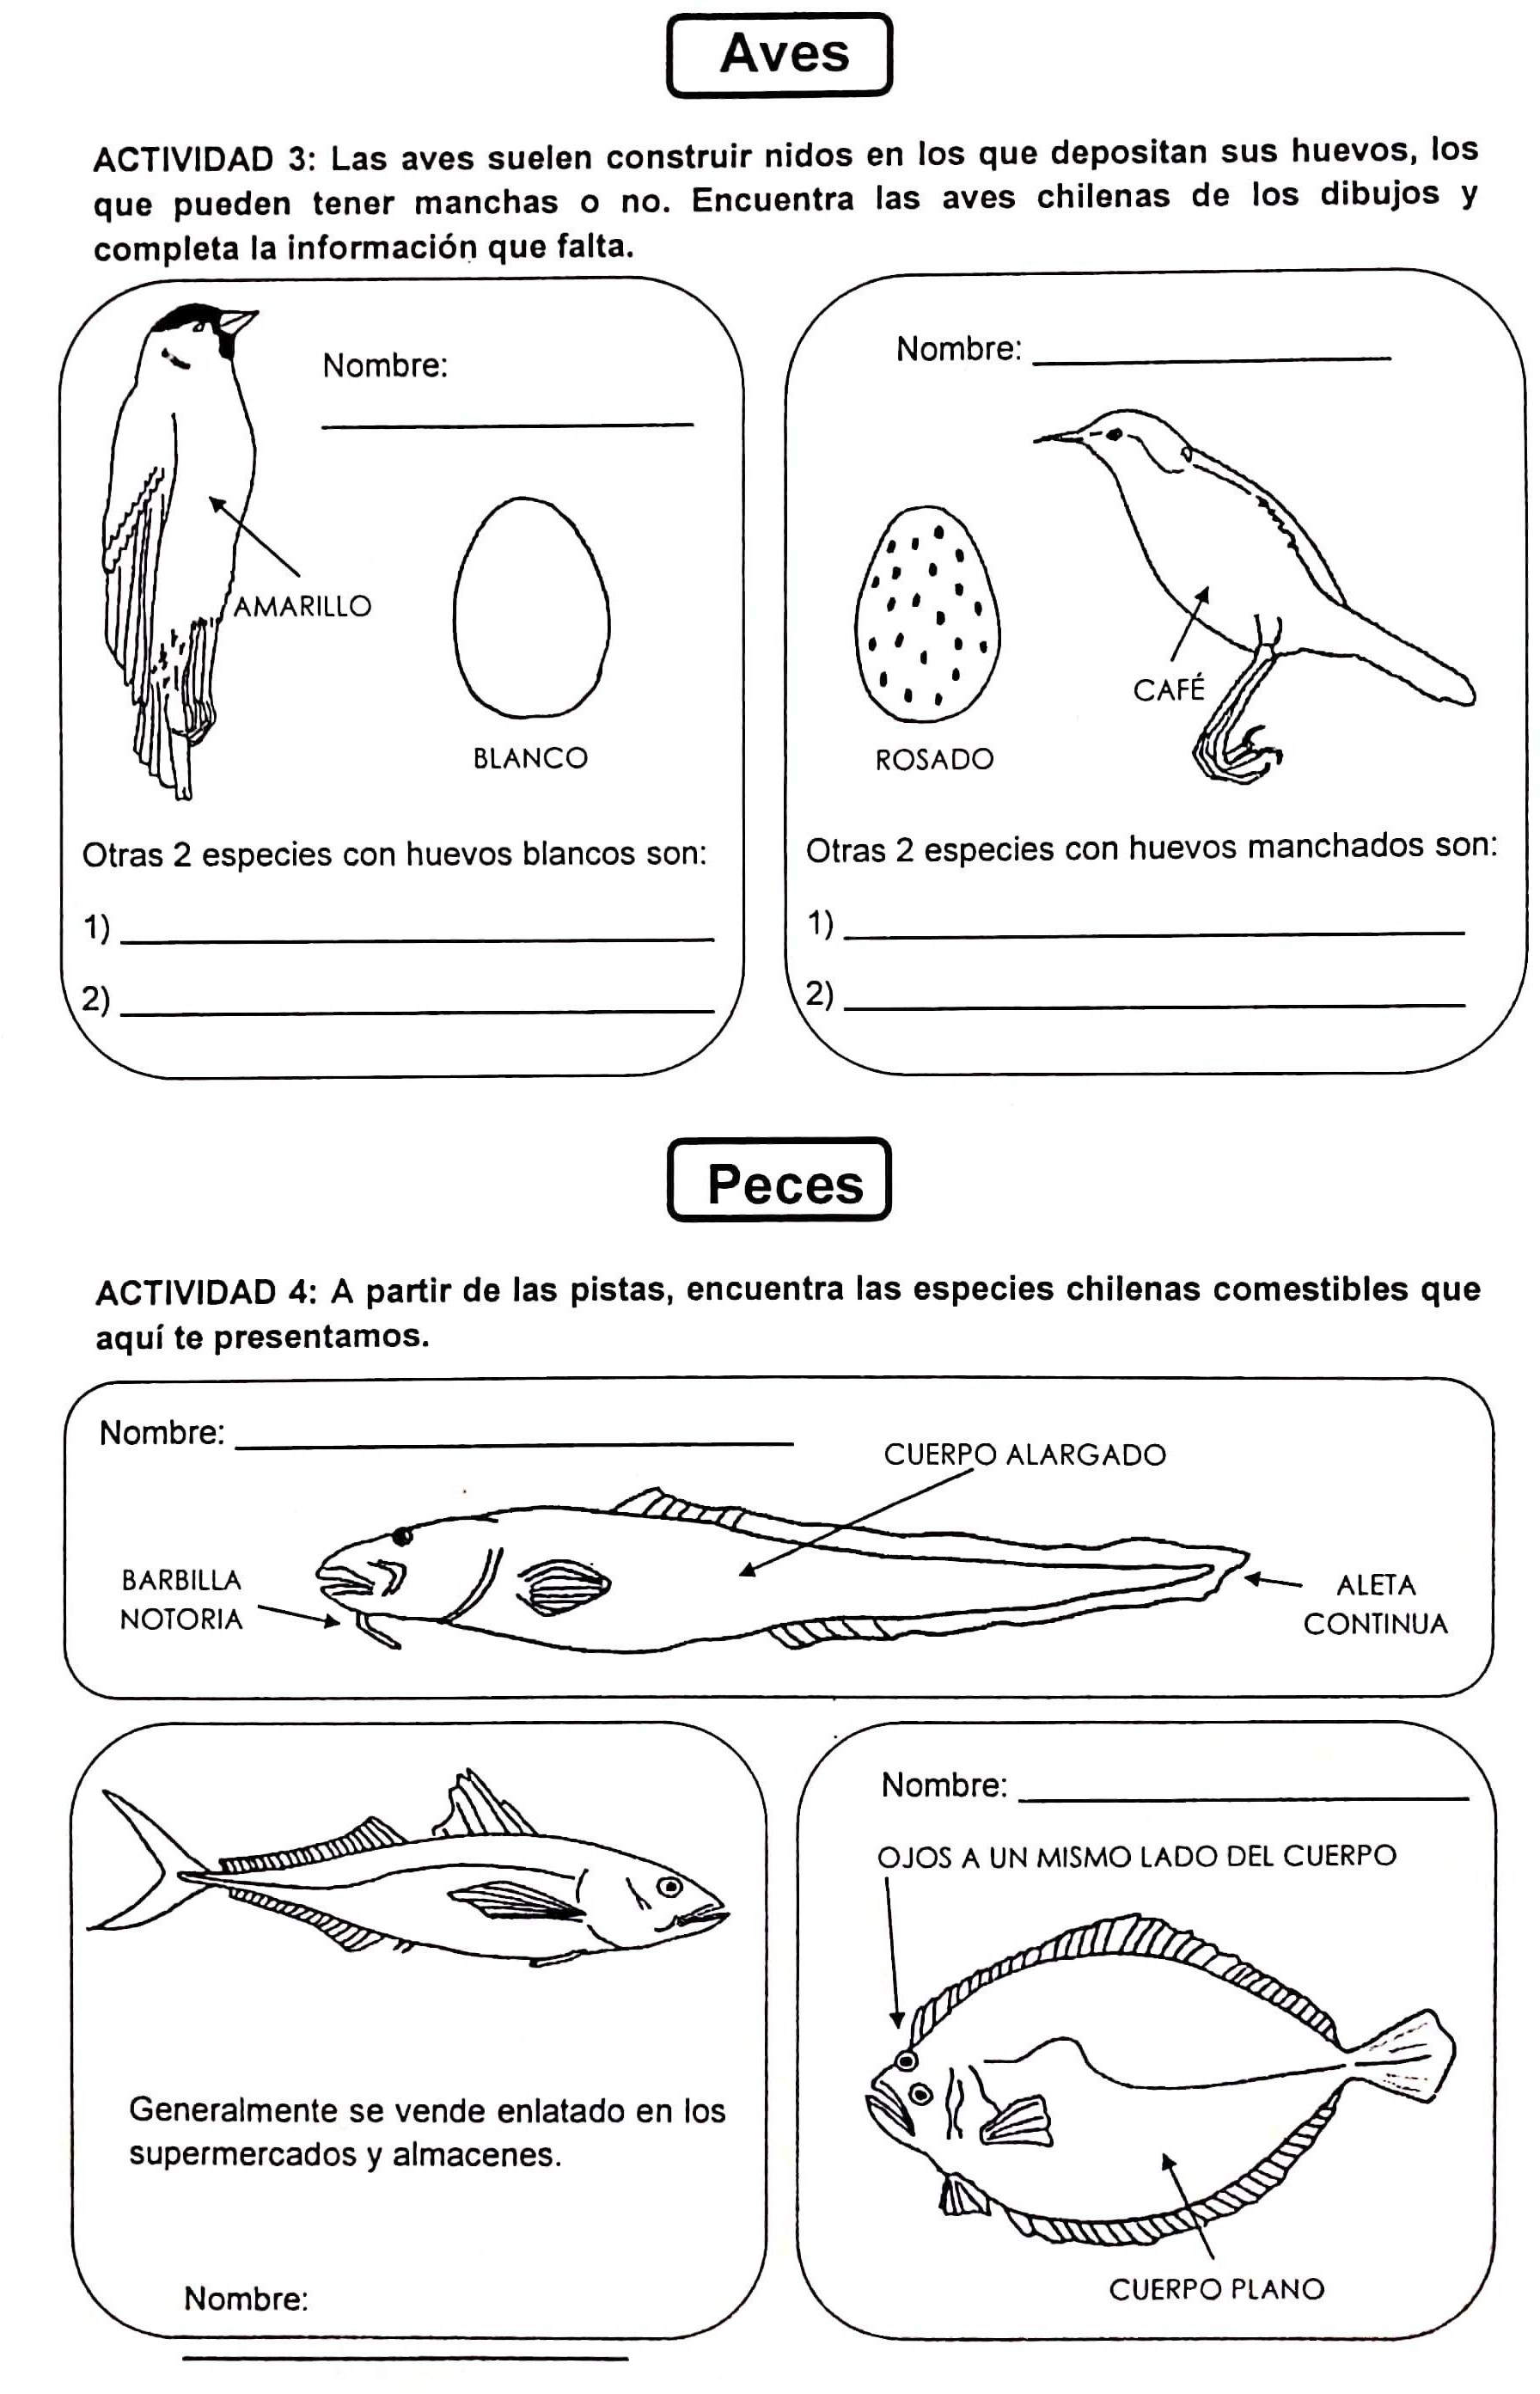 Aves
ACTIVIDAD 3: Las aves suelen construir nidos en los que depositan sus huevos, los
que pueden tener manchas o no. Encuentra las aves chilenas de los dibujos y
completa la información que falta.
Nombre:
AMARILLO
BLANCO
Otras 2 especies con huevos blancos son:
1)
2)
Nombre:
CAFÉ
ROSADO
Otras 2 especies con huevos manchados son:
1)
2)
Peces
ACTIVIDAD 4: A partir de las pistas, encuentra las especies chilenas comestibles que
aquí te presentamos.
Nombre:
CUERPO ALARGADO
BARBILLA
NOTORIA
ALETA
CONTINUA
Generalmente se vende enlatado en los
supermercados y almacenes.
Nombre:
Nombre:
OJOS A UN MISMO LADO DEL CUERPO
CUERPO PLANO